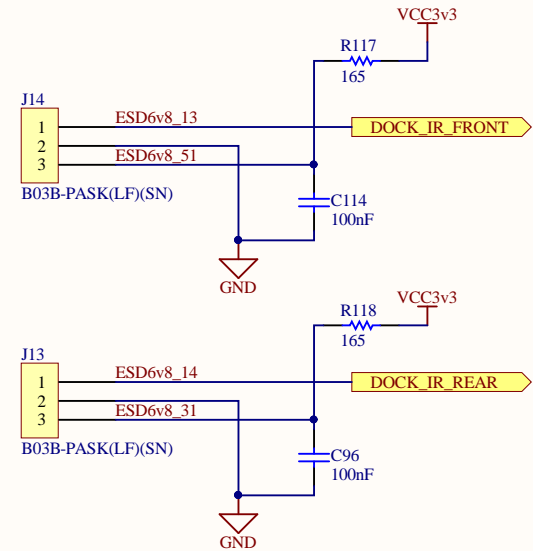 VCC3v3
R117
165
J14
1
2
3
ESD6v8_13
DOCK_IR_FRONT
ESD6v8_51
B03B-PASK(LF)(SN)
C114
100nF
GND
VCC3v3
R118
165
J13
1
2
3
ESD6v8_14
DOCK_IR_REAR
ESD6v8_31
B03B-PASK(LF)(SN)
C96
100nF
GND